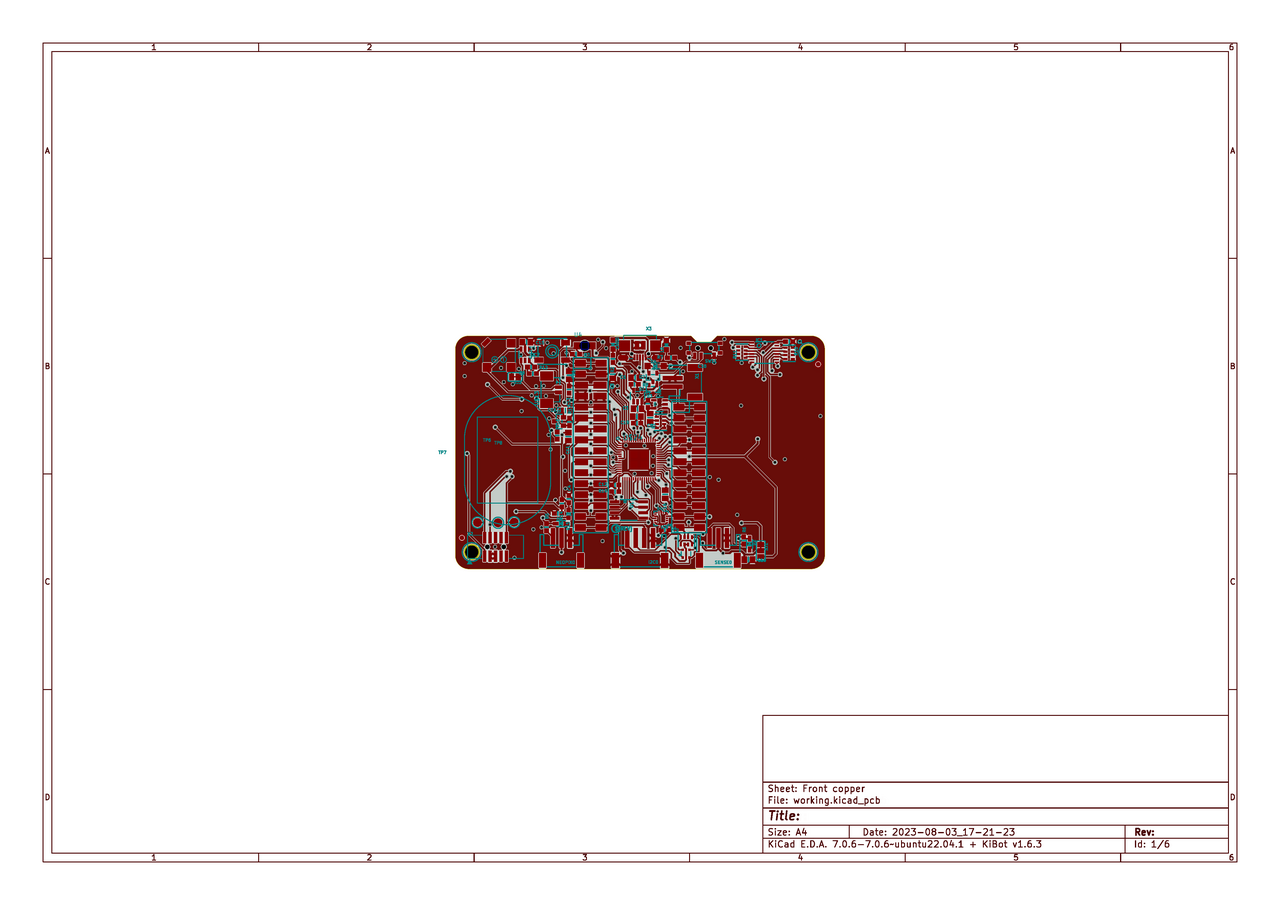 1 2 3 4 5 6
A A
X3
B B
TP7
TP8 TP6
SENSE0
C C
D D
Sheet: Front copper
File: working.kicad_pcb
Title:
Size: A4 Date: 2023-08-03_17-21-23 Rev:
KiCad E.D.A. 7.0.6-7.0.6~ubuntu22.04.1 + KiBot v1.6.3 Id: 1/6
1 2 3 4 5 6